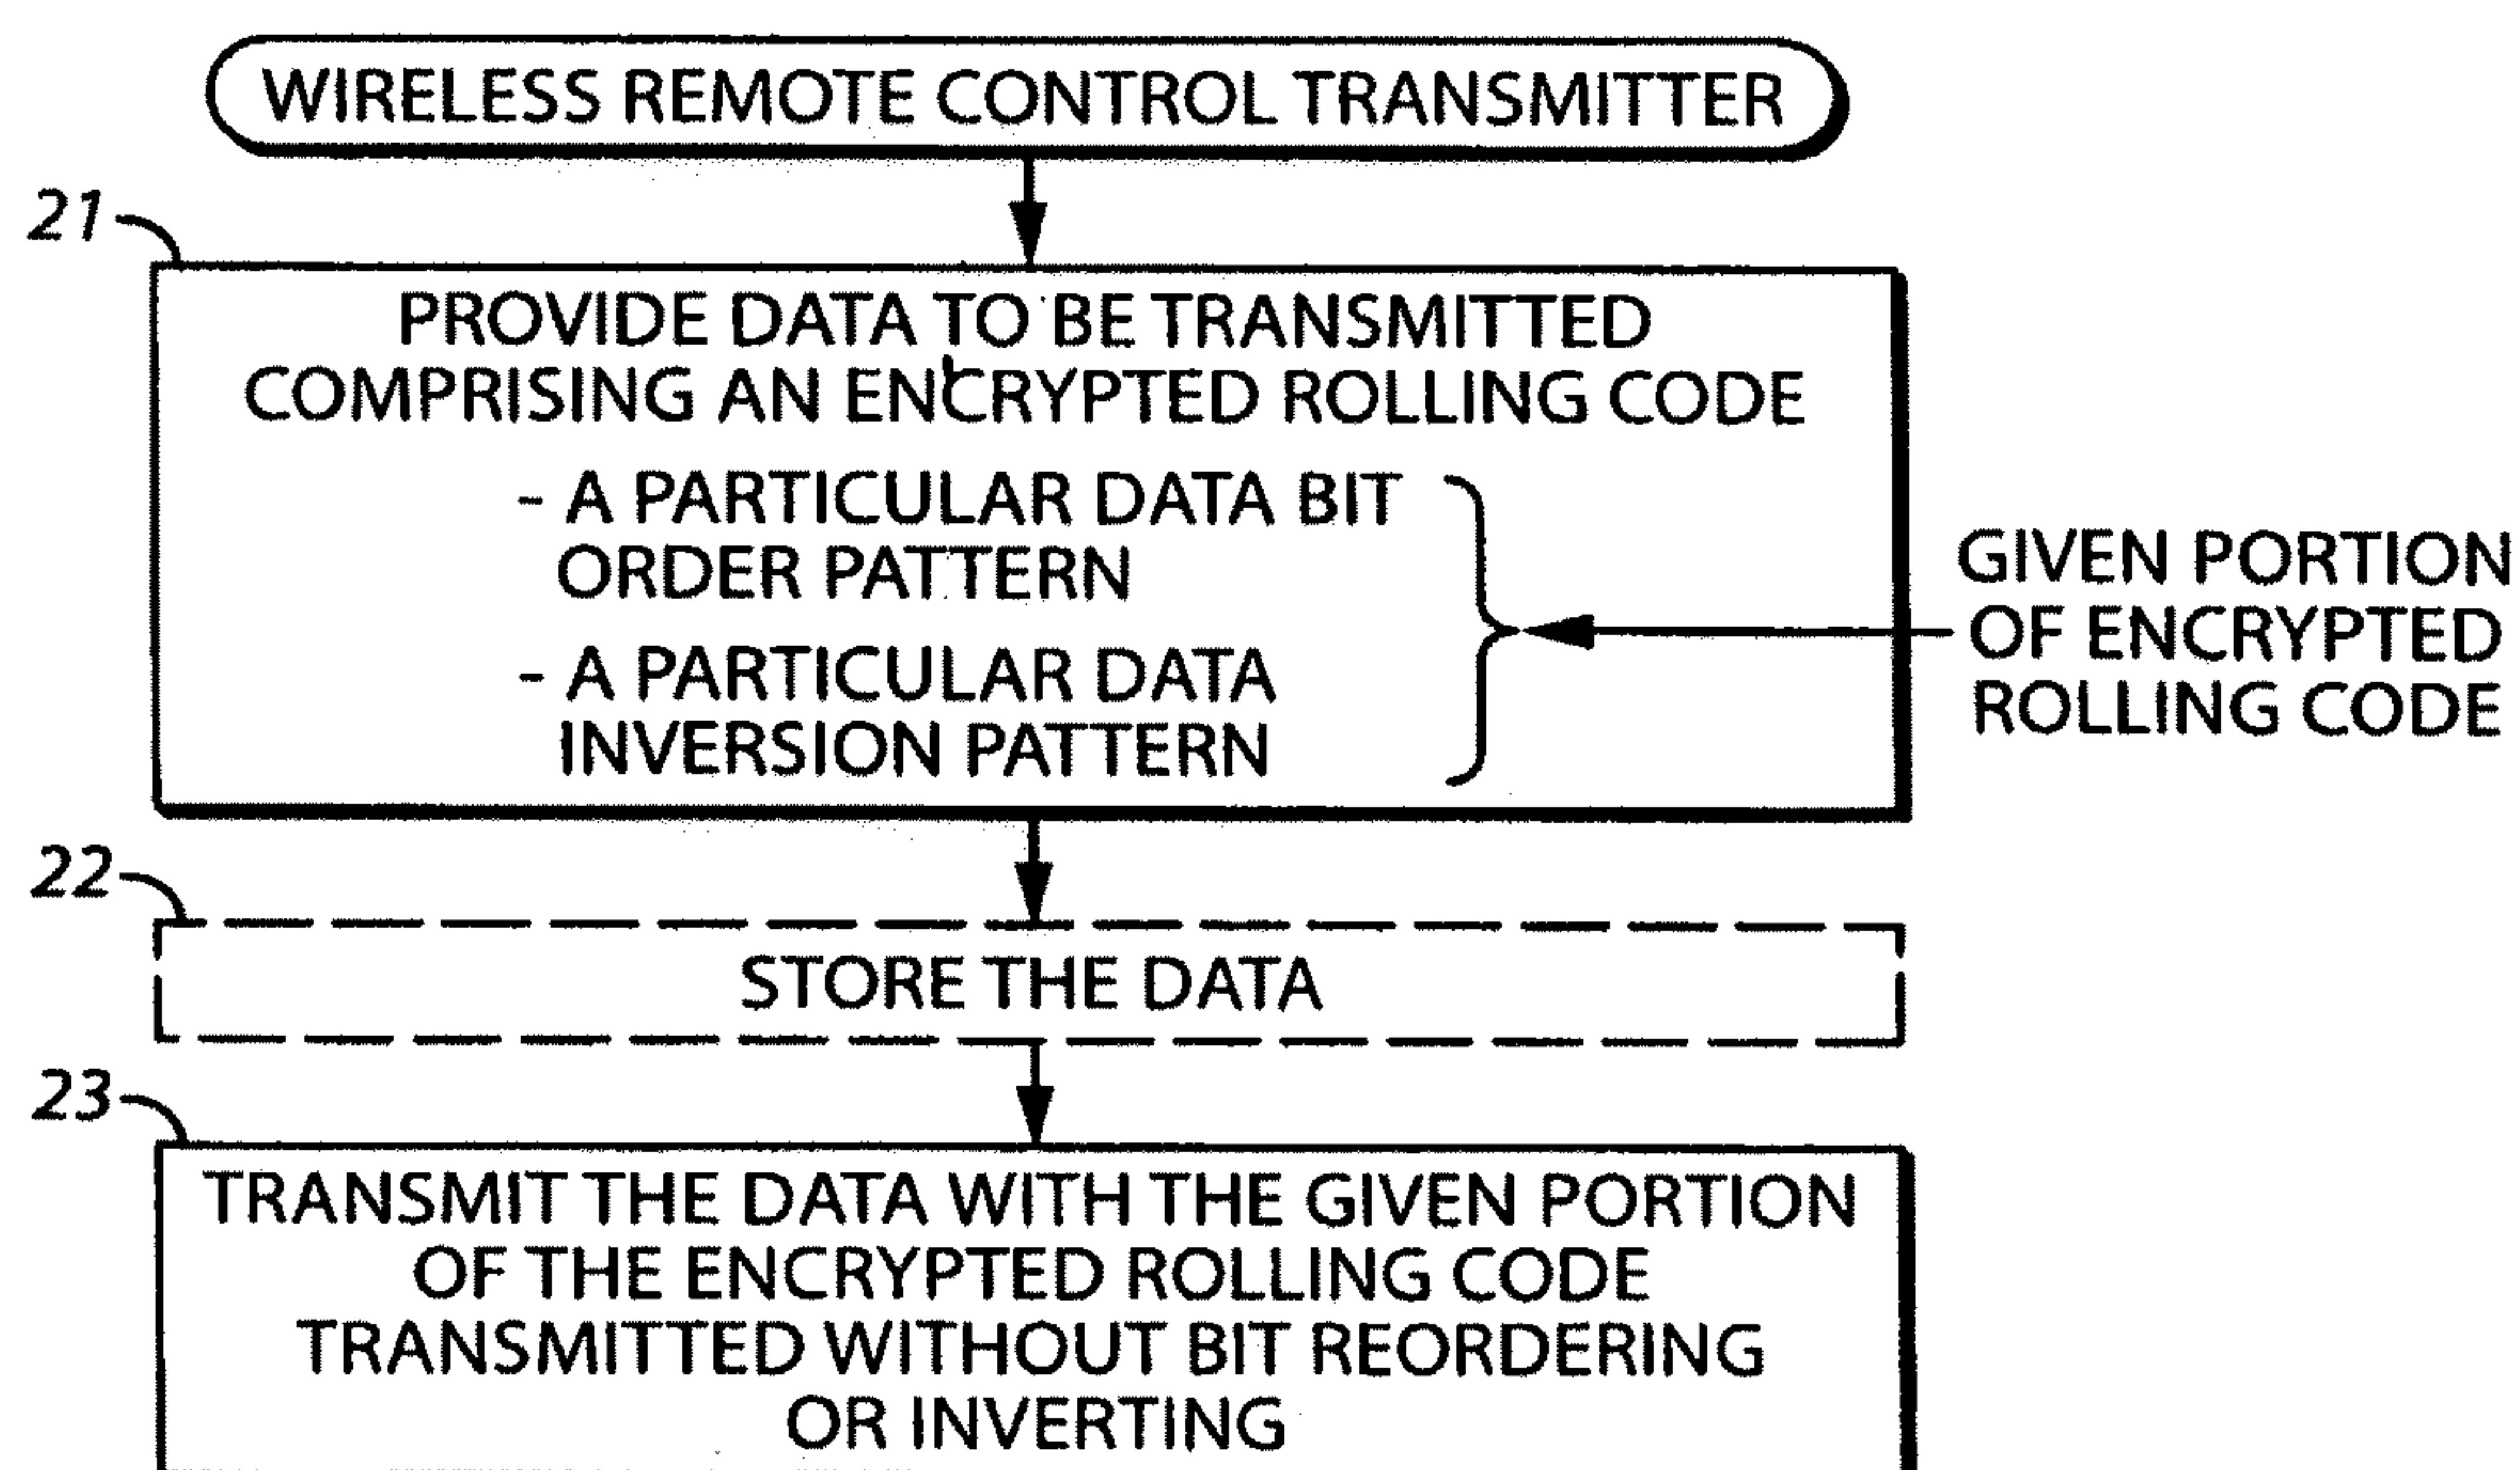 WIRELESS REMOTE CONTROL TRANSMITTER
21
PROVIDE DATA TO BE TRANSMITTED
COMPRISING AN ENCRYPTED ROLLING CODE
- A PARTICULAR DATA BIT
ORDER PATTERN
- A PARTICULAR DATA
INVERSION PATTERN
GIVEN PORTION
OF ENCRYPTED
ROLLING CODE
22
STORE THE DATA
23
TRANSMIT THE DATA WITH THE GIVEN PORTION
OF THE ENCRYPTED ROLLING CODE
TRANSMITTED WITHOUT BIT REORDERING
OR INVERTING